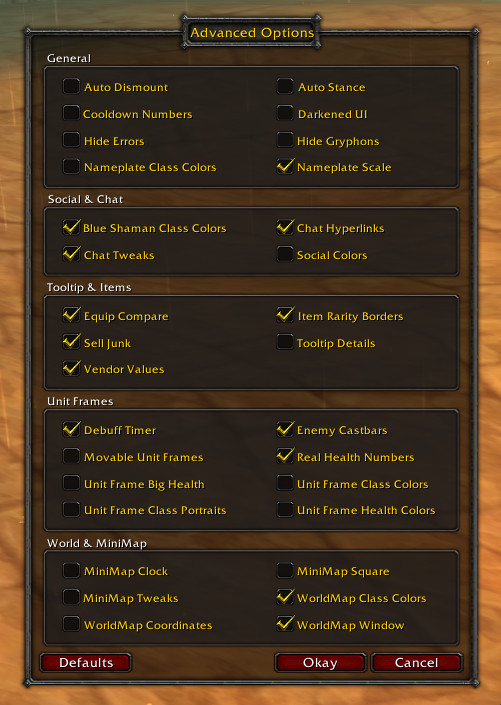 Advanced Options
General
Auto Dismount Auto Stance
Cooldown Numbers Darkened UI
Hide Errors Hide Gryphons
Nameplate Class Colors Nameplate Scale
Social & Chat
Blue Shaman Class Colors Chat Hyperlinks
Chat Tweaks Social Colors
Tooltip & Items
Equip Compare Item Rarity Borders
Sell Junk Tooltip Details
Vendor Values
Unit Frames
Debuff Timer Enemy Castbars
Movable Unit Frames Real Health Numbers
Unit Frame Big Health Unit Frame Class Colors
Unit Frame Class Portraits Unit Frame Health Colors
World & MiniMap
MiniMap Clock MiniMap Square
MiniMap Tweaks WorldMap Class Colors
WorldMap Coordinates WorldMap Window
Defaults Okay Cancel